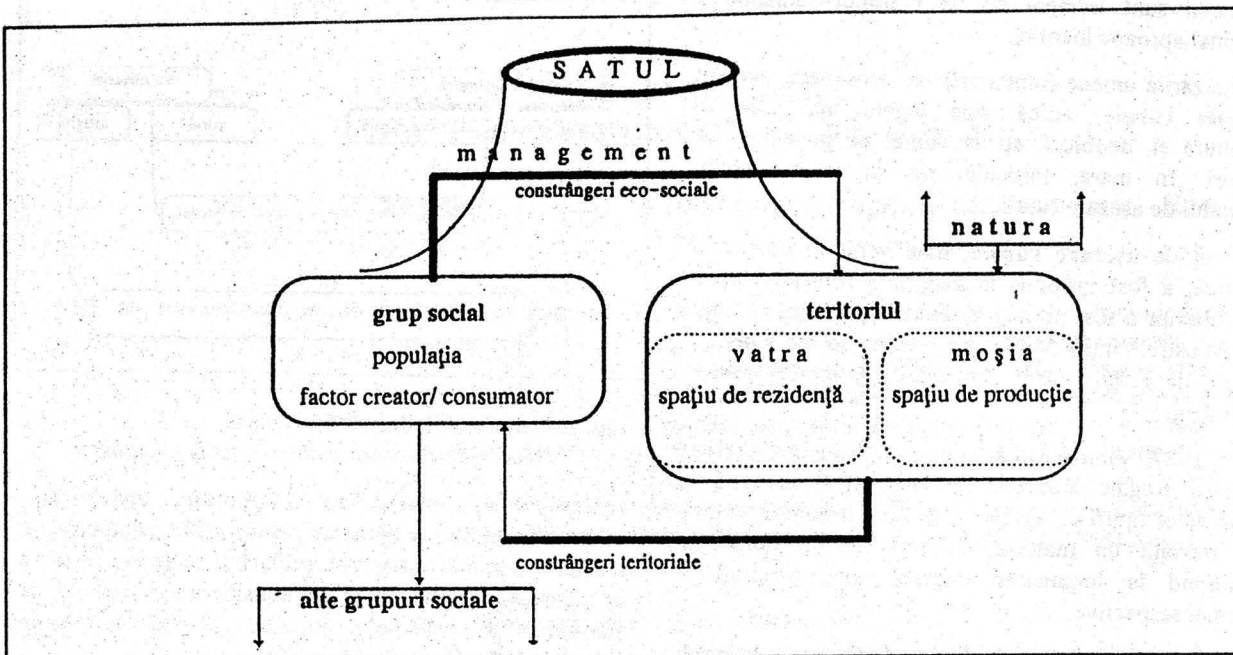 SATUL
management
constrângeri eco-sociale
natura
grup social
populaţia
factor creator/ consumator
teritoriul
vatra
spaţiu de rezidenţă
moşia
spaţiu de producţie
constrângeri teritoriale
alte grupuri sociale